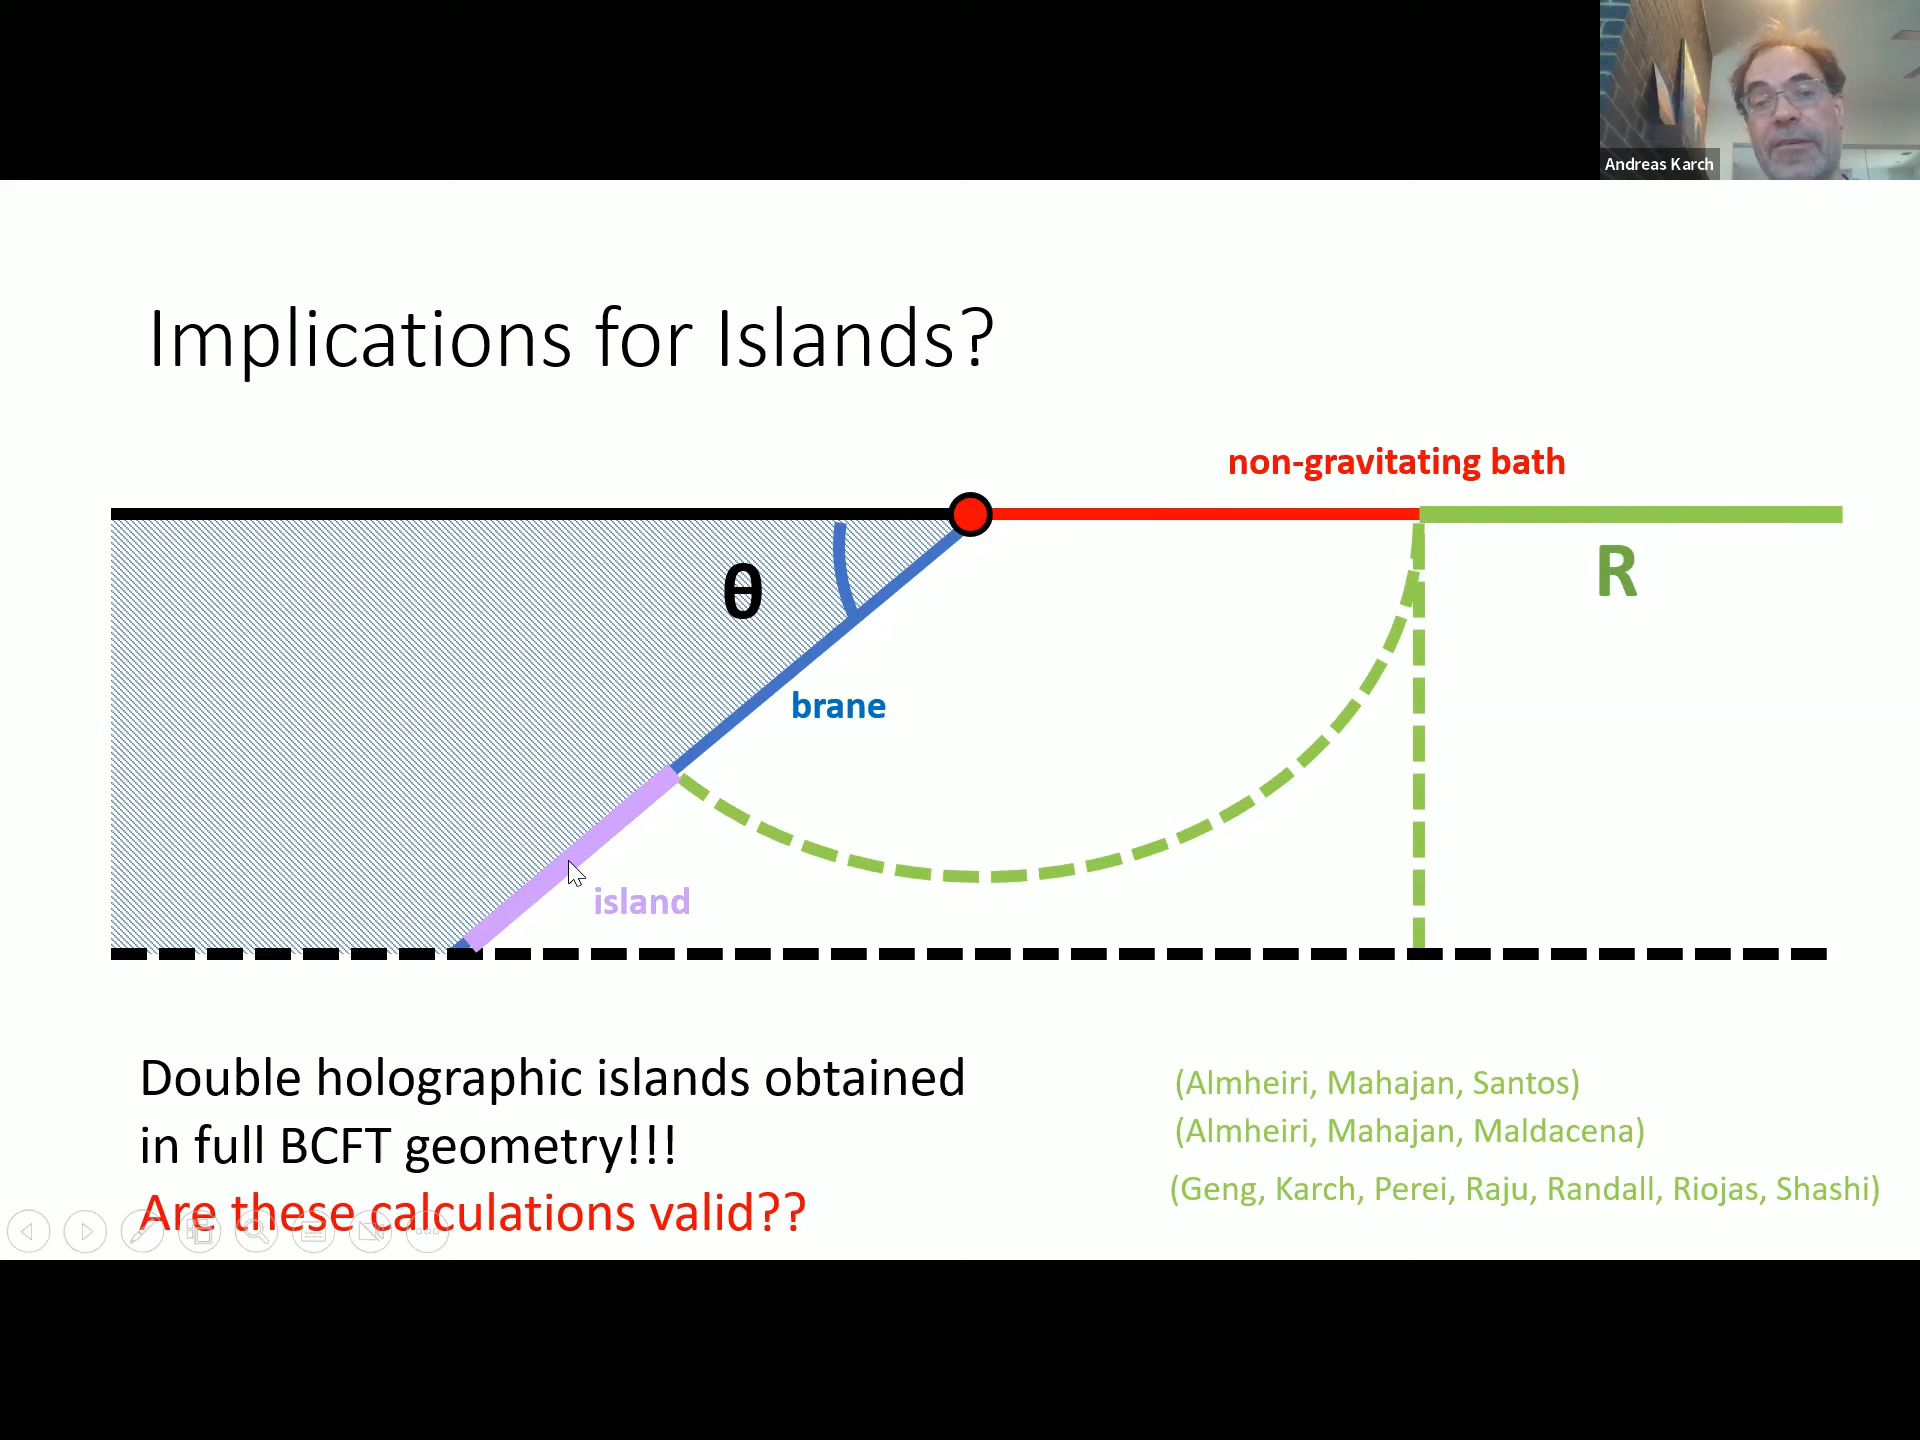 Andreas Karch
Implications for Islands?
non-gravitating bath
θ
R
brane
island
Double holographic islands obtained
in full BCFT geometry!!!
Are these calculations valid??
(Almheiri, Mahajan, Santos)
(Almheiri, Mahajan, Maldacena)
(Geng, Karch, Perei, Raju, Randall, Riojas, Shashi)